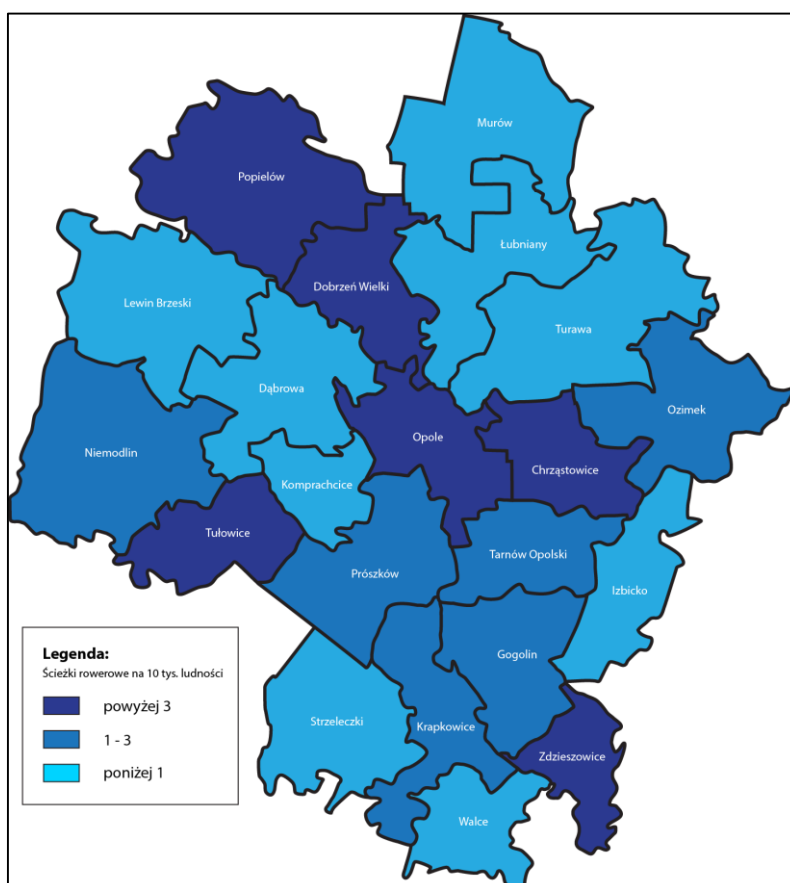 Murów
Popielów
Łubniany
Dobrzeń Wielki
Lewin Brzeski
Turawa
Dąbrowa
Ozimek
Opole
Niemodlin
Chrząstowice
Komprachcice
Tułowice
Tarnów Opolski
Prószków
Izbicko
Gogolin
Legenda:
Ścieżki rowerowe na 10 tys. ludności
powyżej 3
1 - 3
poniżej 1
Strzeleczki
Krapkowice
Zdzieszowice
Walce